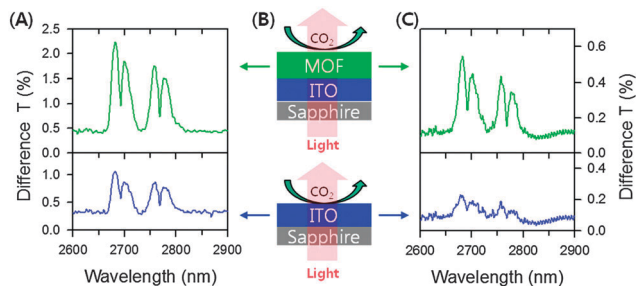 (A)
(B)
(C)
2.5
2.0
1.5
1.0
0.5
0.0
1.0
0.5
0.0
Difference T (%)
2600 2700 2800 2900
Wavelength (nm)
CO2
MOF
ITO
Sapphire
Light
CO2
ITO
Sapphire
Light
0.6
0.4
0.2
0.0
0.4
0.2
0.0
Difference T (%)
2600 2700 2800 2900
Wavelength (nm)